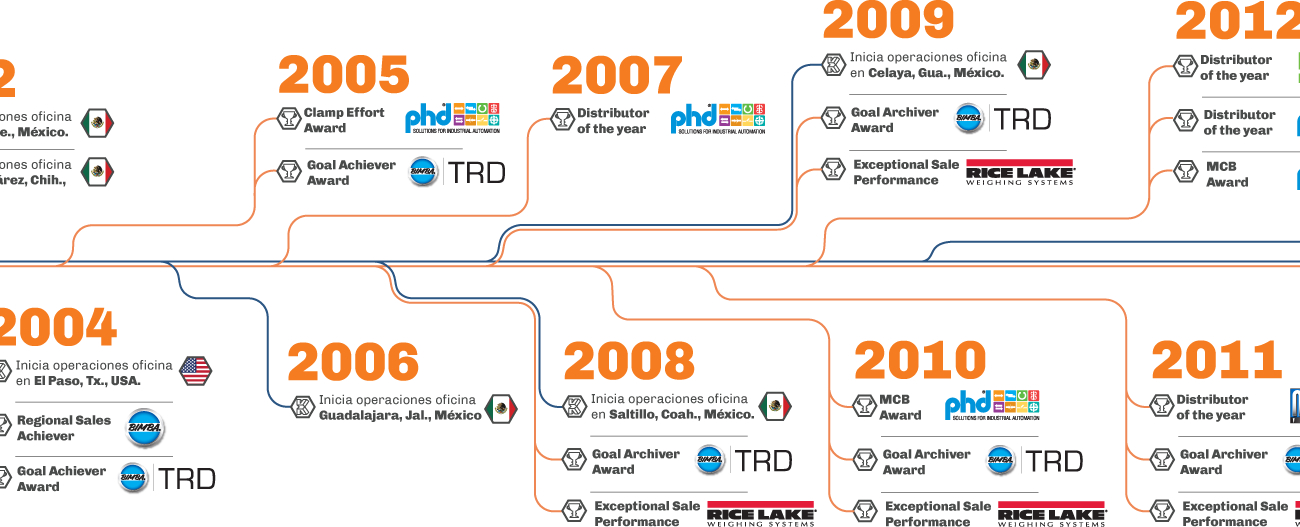 2
ones oficina
e., México.
ones oficina
árez, Chih.,
2005
Clamp Effort
Award
phd
SOLUTIONS FOR INDUSTRIAL AUTOMATION
Goal Achiever
Award
BIMBA
TRD
2007
Distributor
of the year
phd
SOLUTIONS FOR INDUSTRIAL AUTOMATION
2009
Inicia operaciones oficina
en Celaya, Gua., México.
Goal Archiver
Award
BIMBA
TRD
Exceptional Sale
Performance
RICE LAKE
WEIGHING SYSTEMS
2012
Distributor
of the year
Distributor
of the year
MCB
Award
2004
Inicia operaciones oficina
en El Paso, Tx., USA.
Regional Sales
Achiever
BIMBA
Goal Achiever
Award
BIMBA
TRD
2006
Inicia operaciones oficina
Guadalajara, Jal., México
2008
Inicia operaciones oficina
en Saltillo, Coah., México.
Goal Archiver
Award
BIMBA
TRD
Exceptional Sale
Performance
RICE LAKE
WEIGHING SYSTEMS
2010
MCB
Award
phd
SOLUTIONS FOR INDUSTRIAL AUTOMATION
Goal Archiver
Award
BIMBA
TRD
Exceptional Sale
Performance
RICE LAKE
WEIGHING SYSTEMS
2011
Distributor
of the year
Goal Archiver
Award
Exceptional Sale
Performance